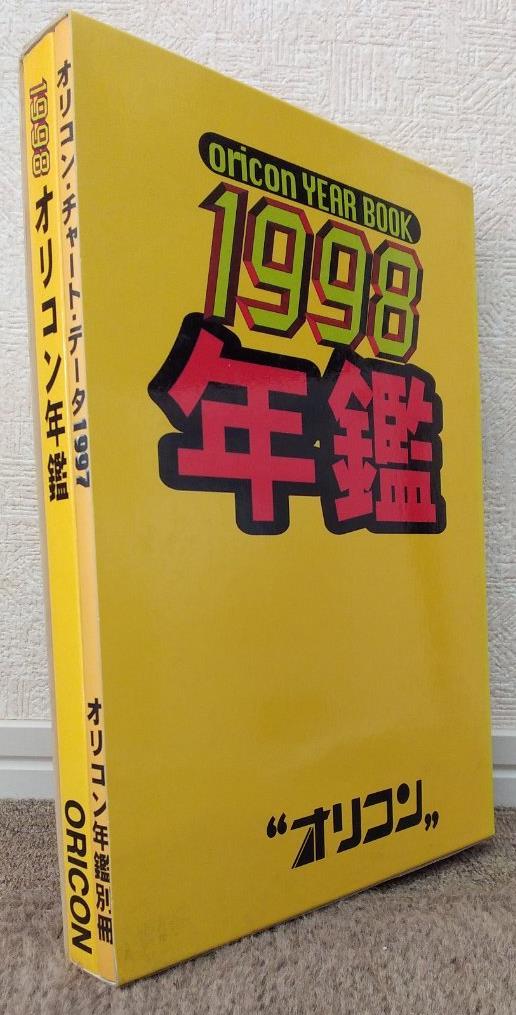 oricon YEAR BOOK
1998
年鑑
“オリコン”
1998 オリコン年鑑
ORICON
オリコン・チャート・データ1997
オリコン年鑑別冊